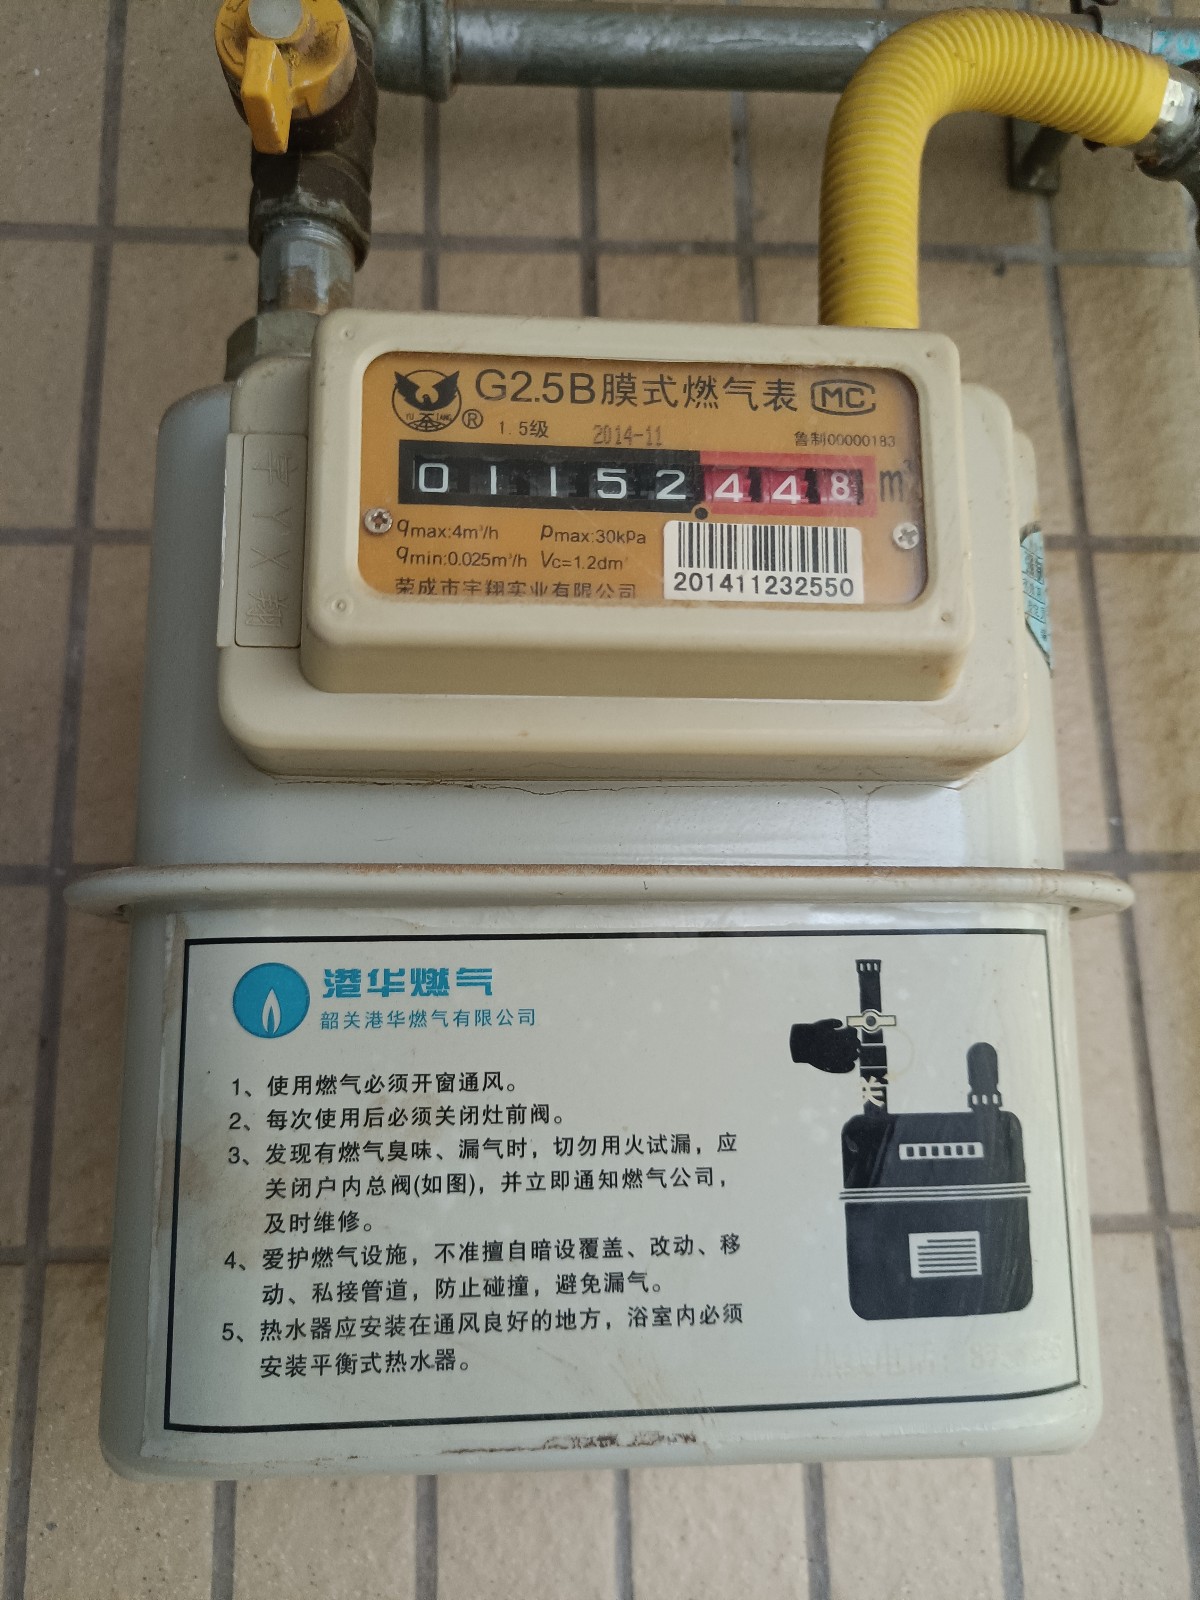 G2.5B膜式燃气表 MC
YU XIANG ®
1.5级 2014-11 鲁制00000183
01152448 m³
qmax:4m³/h pmax:30kPa
qmin:0.025m³/h Vc=1.2dm³
荣成市宇翔实业有限公司
201411232550
宇
YX
翔
港华燃气
韶关港华燃气有限公司
1、使用燃气必须开窗通风。
2、每次使用后必须关闭灶前阀。
3、发现有燃气臭味、漏气时，切勿用火试漏，应
关闭户内总阀(如图)，并立即通知燃气公司，
及时维修。
4、爱护燃气设施，不准擅自暗设覆盖、改动、移
动、私接管道，防止碰撞，避免漏气。
5、热水器应安装在通风良好的地方，浴室内必须
安装平衡式热水器。
关